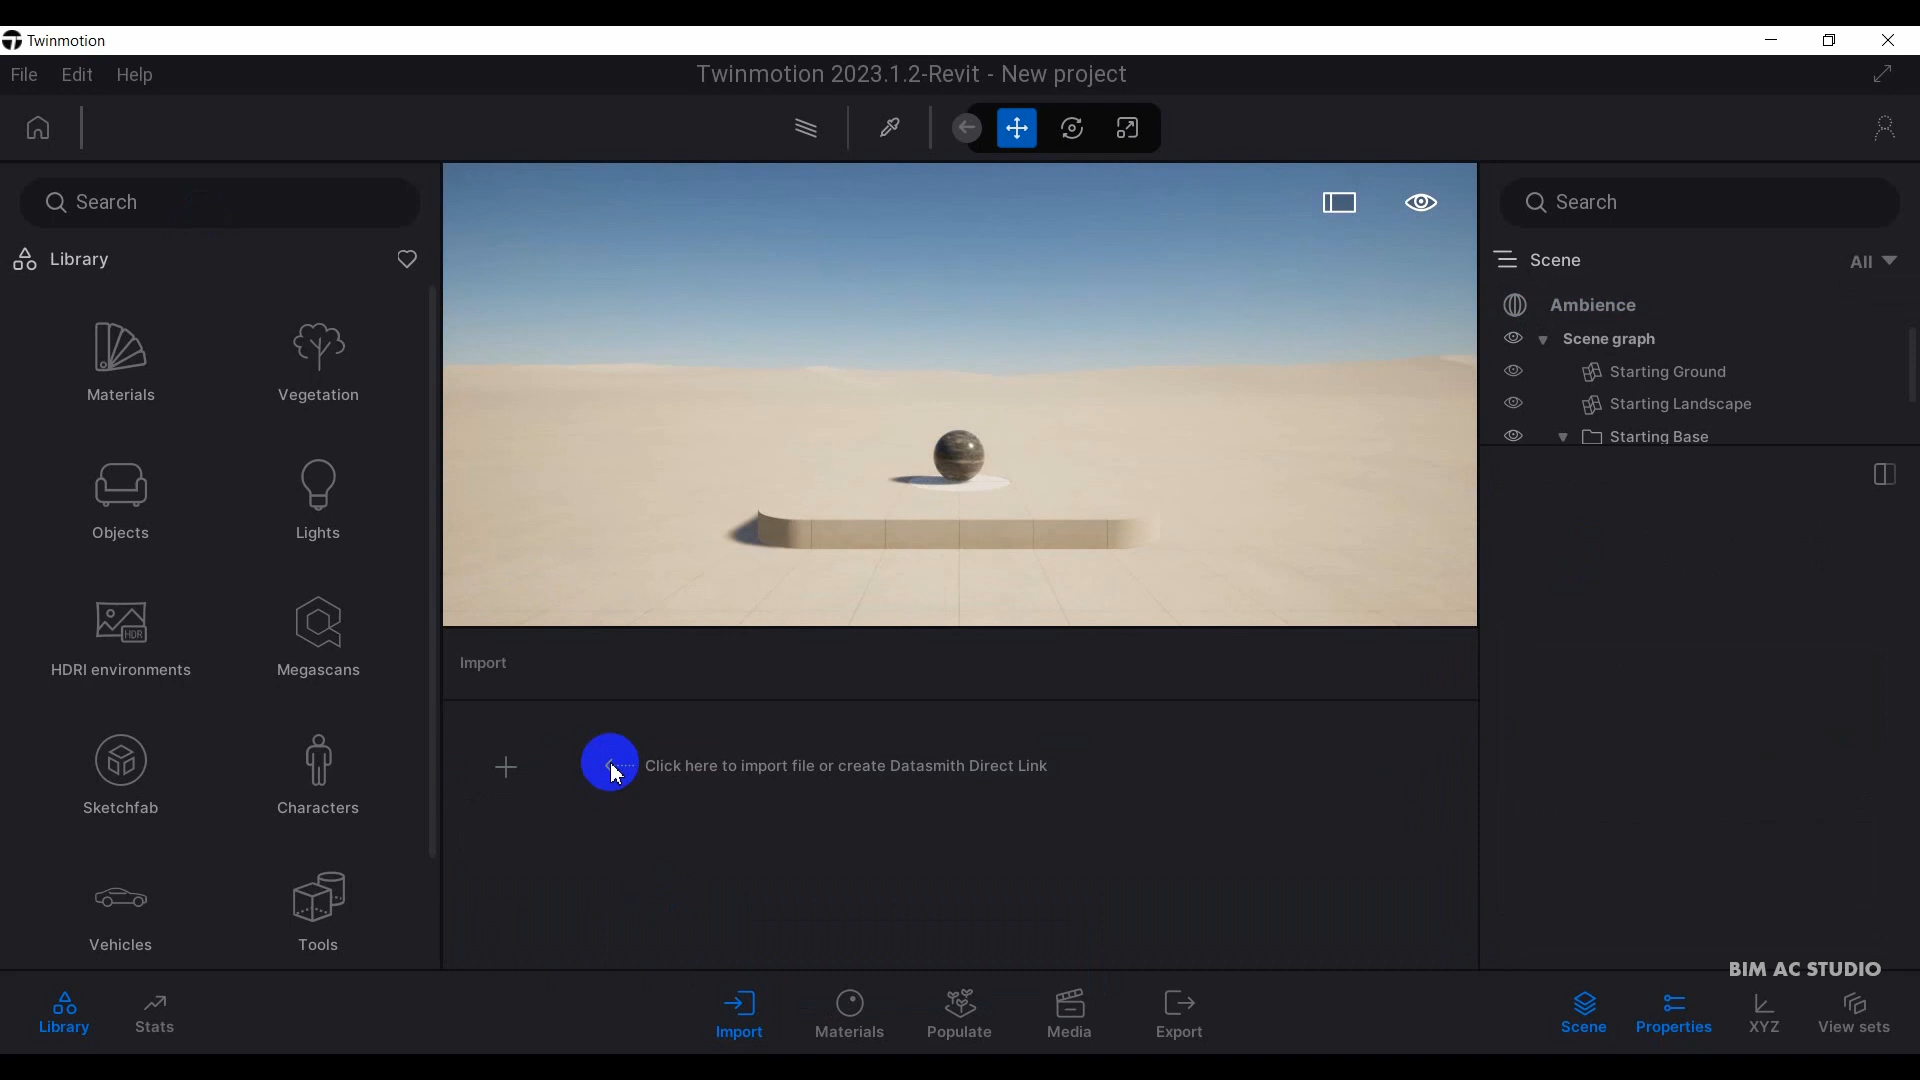 Twinmotion
File Edit Help
Twinmotion 2023.1.2-Revit - New project
Search
Library
Materials
Vegetation
Objects
Lights
HDR
HDRI environments
Megascans
Sketchfab
Characters
Vehicles
Tools
Import
Click here to import file or create Datasmith Direct Link
Search
Scene
All
Ambience
Scene graph
Starting Ground
Starting Landscape
Starting Base
BIM AC STUDIO
Library
Stats
Import
Materials
Populate
Media
Export
Scene
Properties
XYZ
View sets